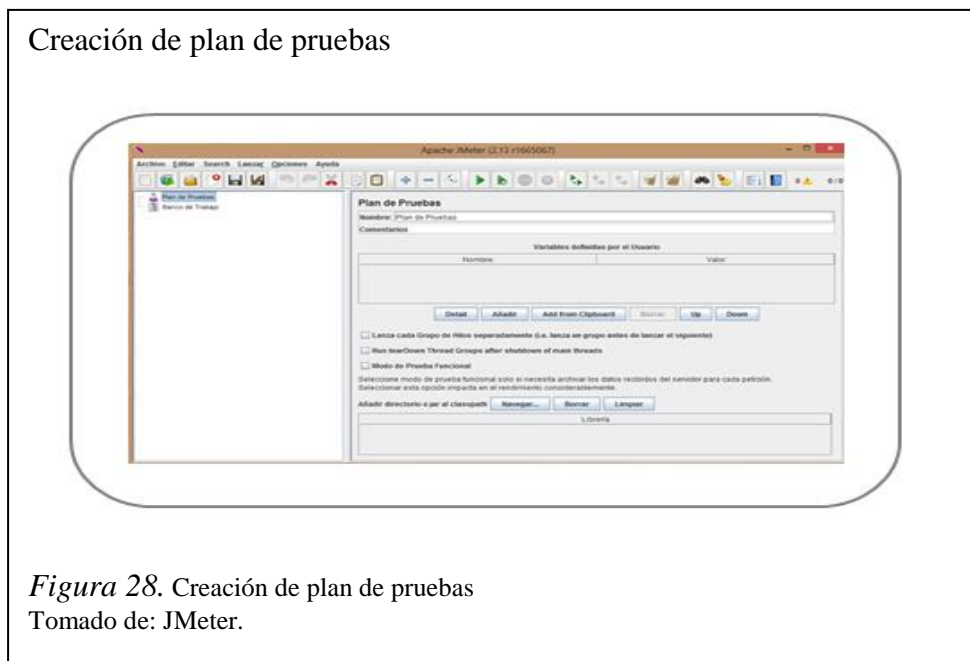 Creación de plan de pruebas
Apache JMeter (2.13 r1665067)
Archivo Editar Search Lanzar Opciones Ayuda
0 / 0
Plan de Pruebas
Banco de Trabajo
Plan de Pruebas
Nombre: Plan de Pruebas
Comentarios
Variables definidas por el Usuario
Nombre Valor
Detail Añadir Add from Clipboard Borrar Up Down
Lanza cada Grupo de Hilos separadamente (i.e. lanza un grupo antes de lanzar el siguiente)
Run tearDown Thread Groups after shutdown of main threads
Modo de Prueba Funcional
Seleccione modo de prueba funcional solo si necesita archivar los datos recibidos del servidor para cada petición.
Seleccionar esta opción impacta en el rendimiento considerablemente.
Añadir directorio o jar al classpath Navegar... Borrar Limpiar
Librería
Figura 28. Creación de plan de pruebas
Tomado de: JMeter.